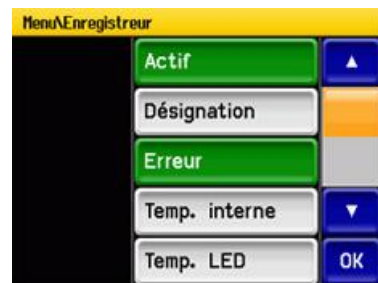 Menu\Enregistreur
Actif
Désignation
Erreur
Temp. interne
Temp. LED
OK